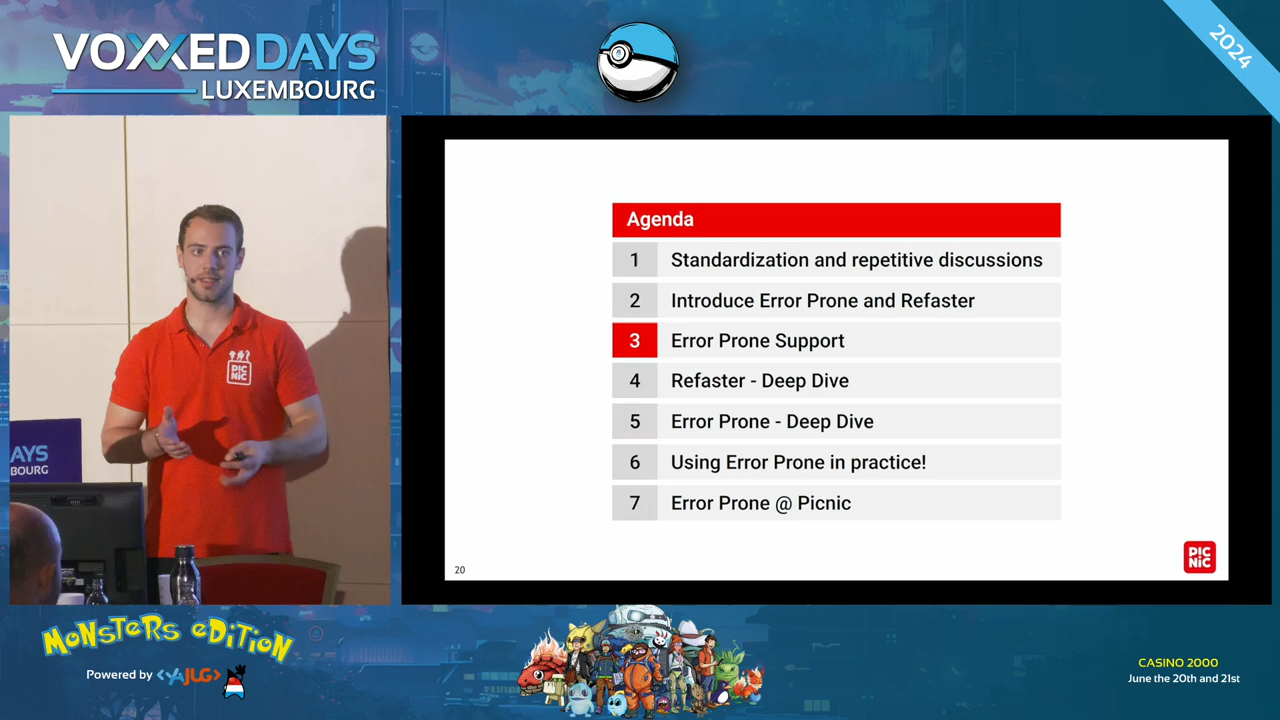 VOXXEDDAYS
LUXEMBOURG
2024
PIC
NIC
AYS
BOURG
Agenda
1 Standardization and repetitive discussions
2 Introduce Error Prone and Refaster
3 Error Prone Support
4 Refaster - Deep Dive
5 Error Prone - Deep Dive
6 Using Error Prone in practice!
7 Error Prone @ Picnic
20
PIC
NIC
MONSTERS EDITION
Powered by <YAJUG>
CASINO 2000
June the 20th and 21st